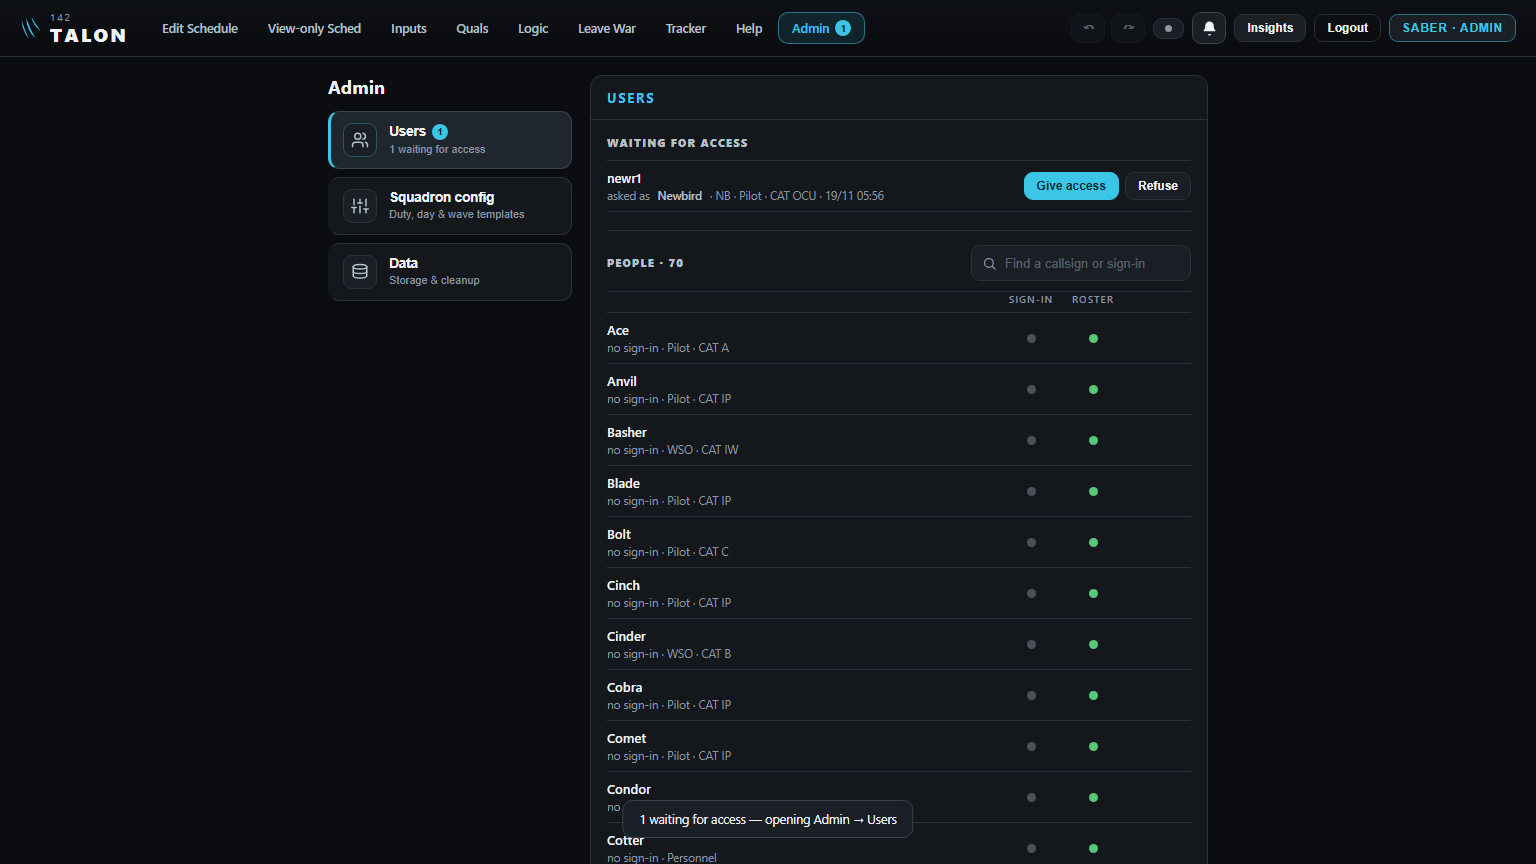 142
TALON
Edit Schedule
View-only Sched
Inputs
Quals
Logic
Leave War
Tracker
Help
Admin 1
Insights
Logout
SABER · ADMIN
Admin
Users 1
1 waiting for access
Squadron config
Duty, day & wave templates
Data
Storage & cleanup
USERS
WAITING FOR ACCESS
newr1
asked as Newbird · NB · Pilot · CAT OCU · 19/11 05:56
Give access
Refuse
PEOPLE · 70
Find a callsign or sign-in
SIGN-IN ROSTER
Ace
no sign-in · Pilot · CAT A
Anvil
no sign-in · Pilot · CAT IP
Basher
no sign-in · WSO · CAT IW
Blade
no sign-in · Pilot · CAT IP
Bolt
no sign-in · Pilot · CAT C
Cinch
no sign-in · Pilot · CAT IP
Cinder
no sign-in · WSO · CAT B
Cobra
no sign-in · Pilot · CAT IP
Comet
no sign-in · Pilot · CAT IP
Condor
no
1 waiting for access — opening Admin → Users
Cotter
no sign-in · Personnel